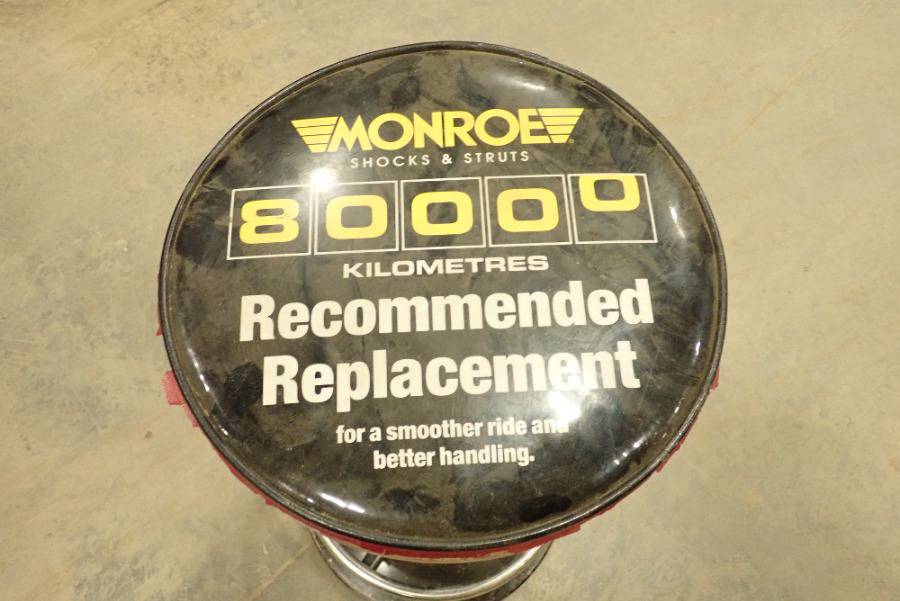 MONROE
SHOCKS & STRUTS
80000
KILOMETRES
Recommended
Replacement
for a smoother ride and
better handling.